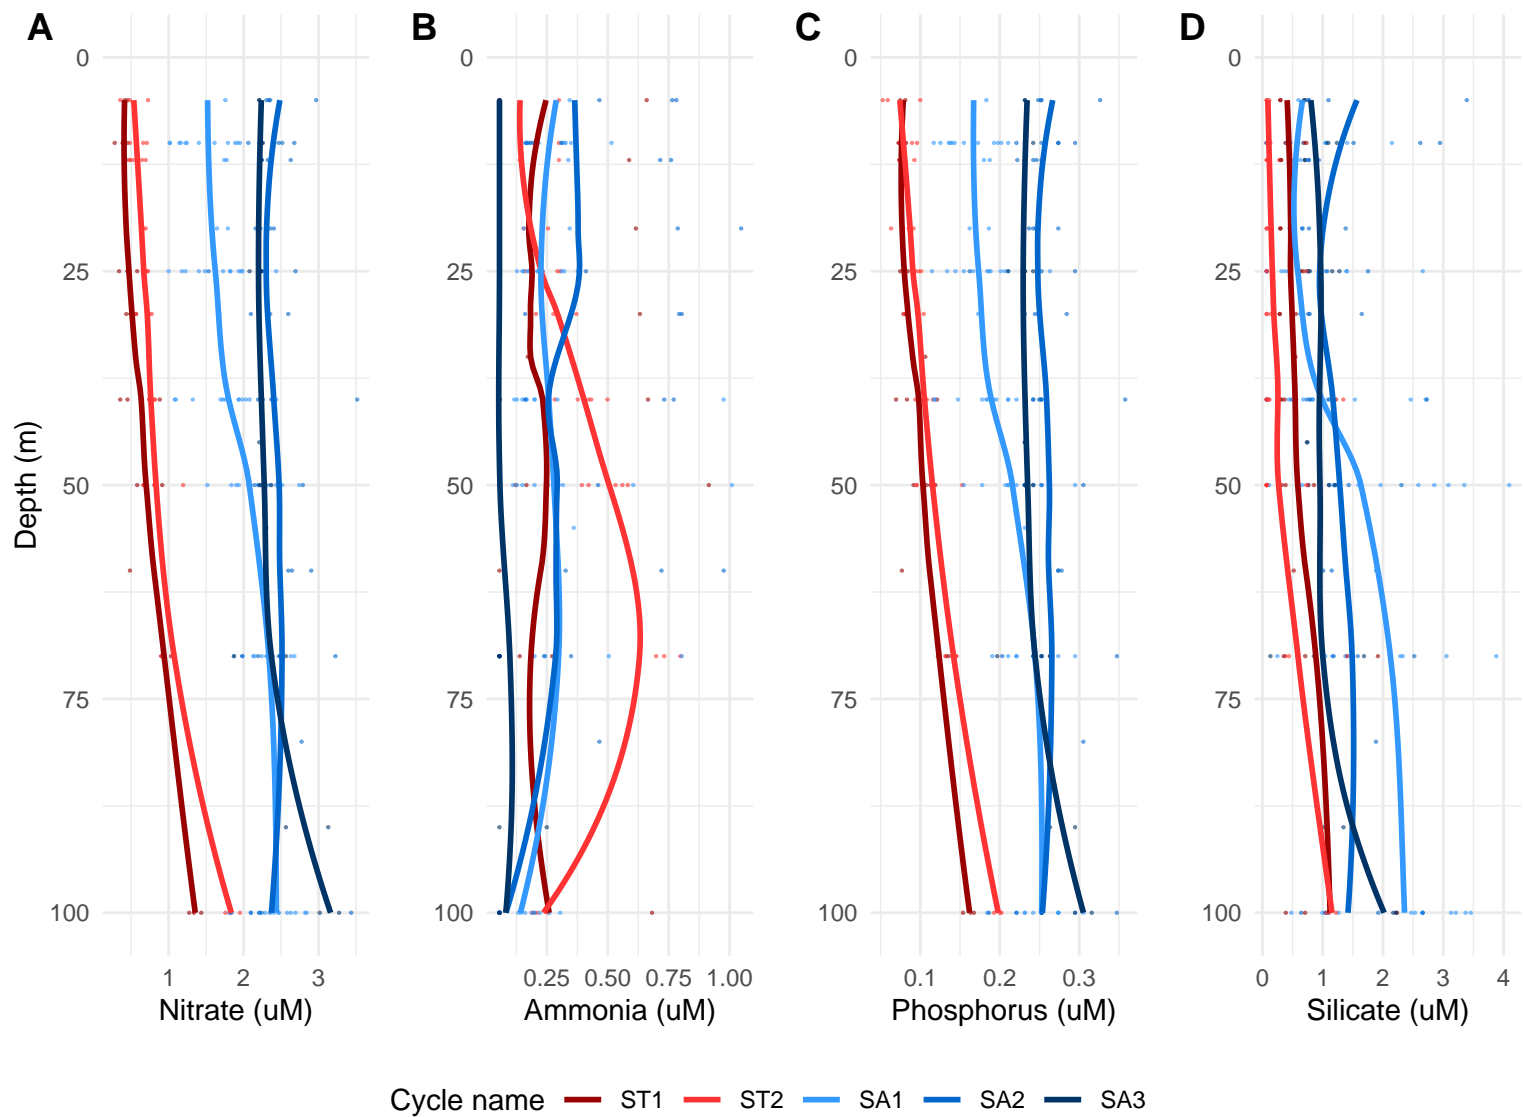 A B C D
0 0 0 0
25 25 25 25
50 50 50 50
75 75 75 75
100 100 100 100
Depth (m)
1 2 3 0.25 0.50 0.75 1.00 0.1 0.2 0.3 0 1 2 3 4
Nitrate (uM) Ammonia (uM) Phosphorus (uM) Silicate (uM)
Cycle name ST1 ST2 SA1 SA2 SA3